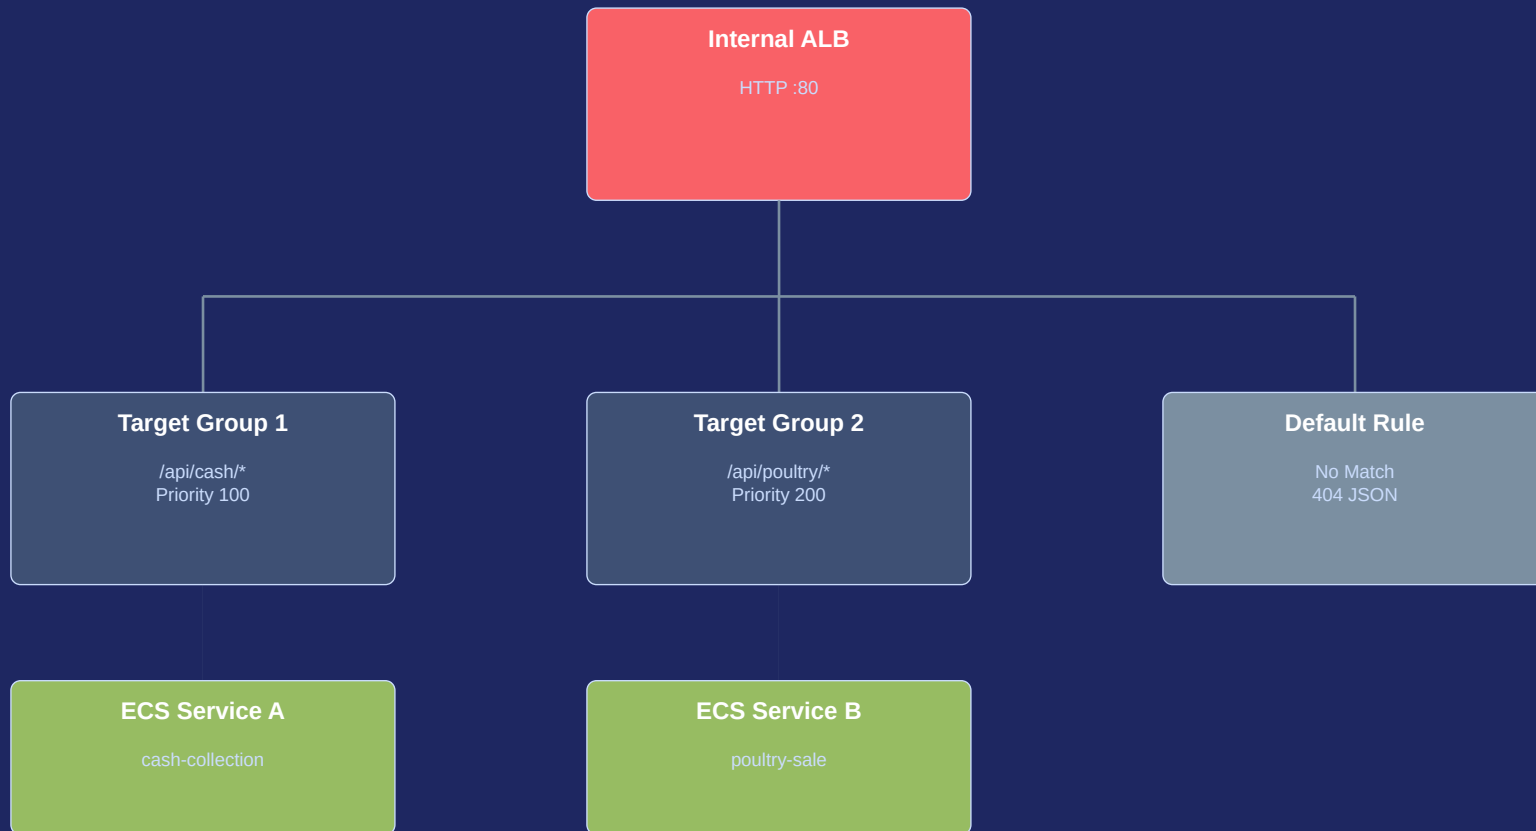 Internal ALB
HTTP :80
Target Group 1
/api/cash/*
Priority 100
Target Group 2
/api/poultry/*
Priority 200
Default Rule
No Match
404 JSON
ECS Service A
cash-collection
ECS Service B
poultry-sale